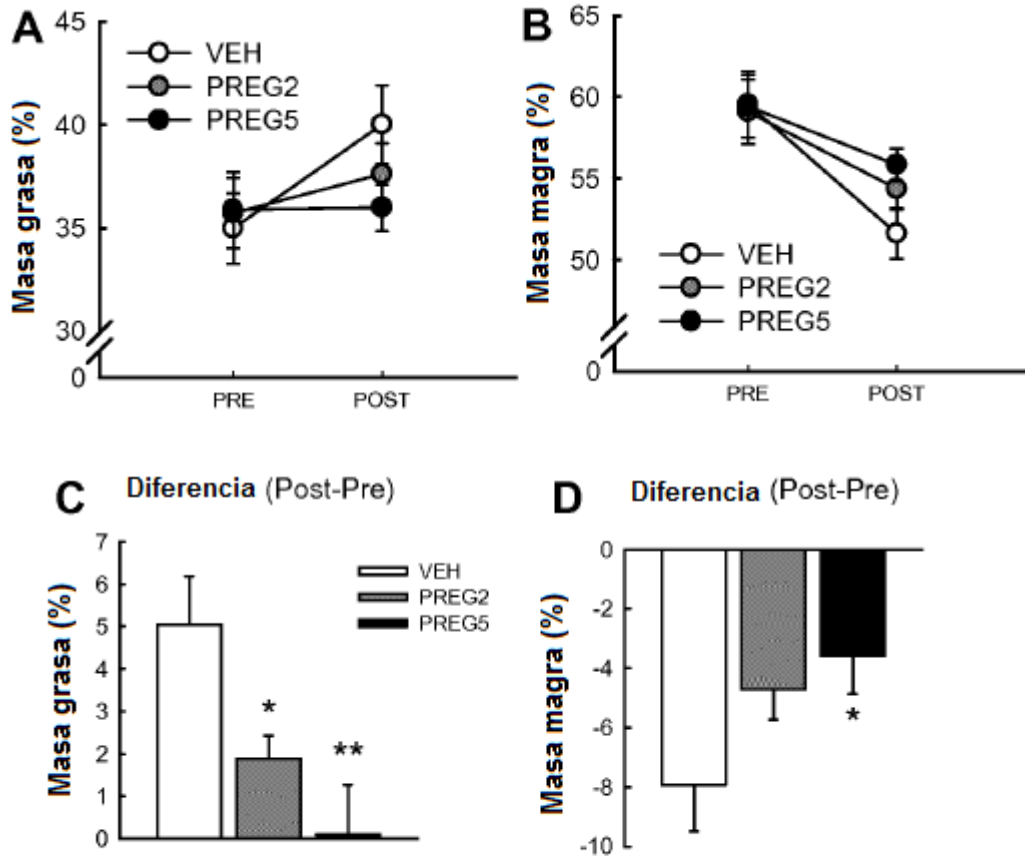 A
45
40
35
30
0
Masa grasa (%)
VEH
PREG2
PREG5
PRE
POST
B
60
55
50
0
Masa magra (%)
VEH
PREG2
PREG5
PRE
POST
C
Diferencia (Post-Pre)
7
6
5
4
3
2
1
0
Masa grasa (%)
VEH
PREG2
PREG5
*
**
D
Diferencia (Post-Pre)
0
-2
-4
-6
-8
-10
Masa magra (%)
*